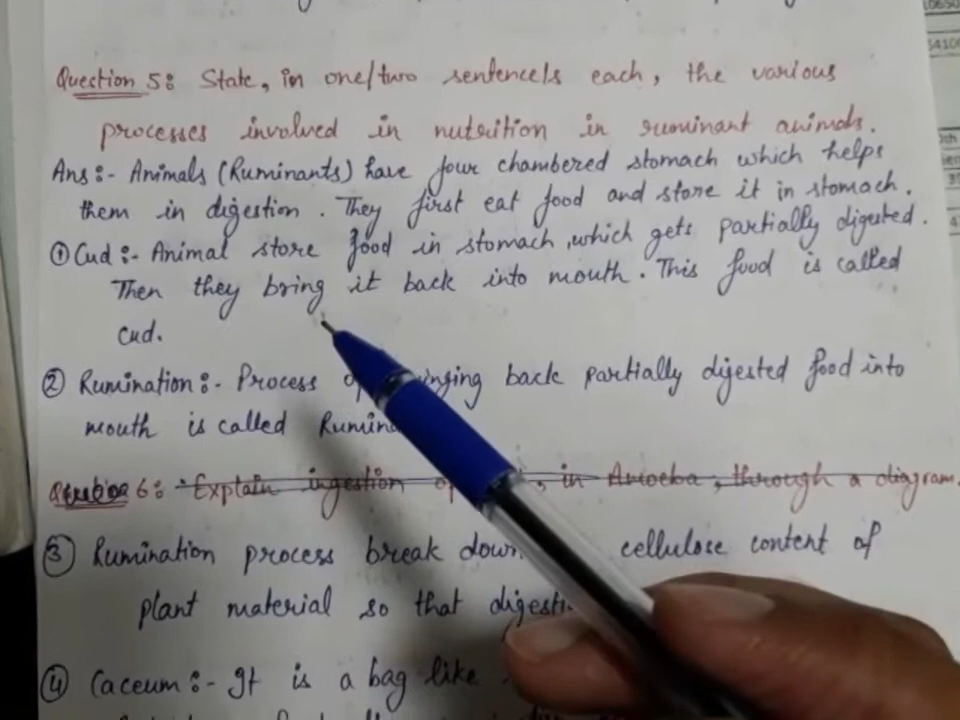 Question 5: State, in one/two sentence/s each, the various
processes involved in nutrition in ruminant animals.
Ans:- Animals (Ruminants) have four chambered stomach which helps
them in digestion. They first eat food and store it in stomach.
① Cud:- Animal store food in stomach, which gets partially digested.
Then they bring it back into mouth. This food is called
cud.
② Rumination:- Process bringing back partially digested food into
mouth is called
Question 6: Explain ingestion in Amoeba, through a diagram.
③ Rumination process break down cellulose content of
plant material so that
④ Caceum:- It is a bag like